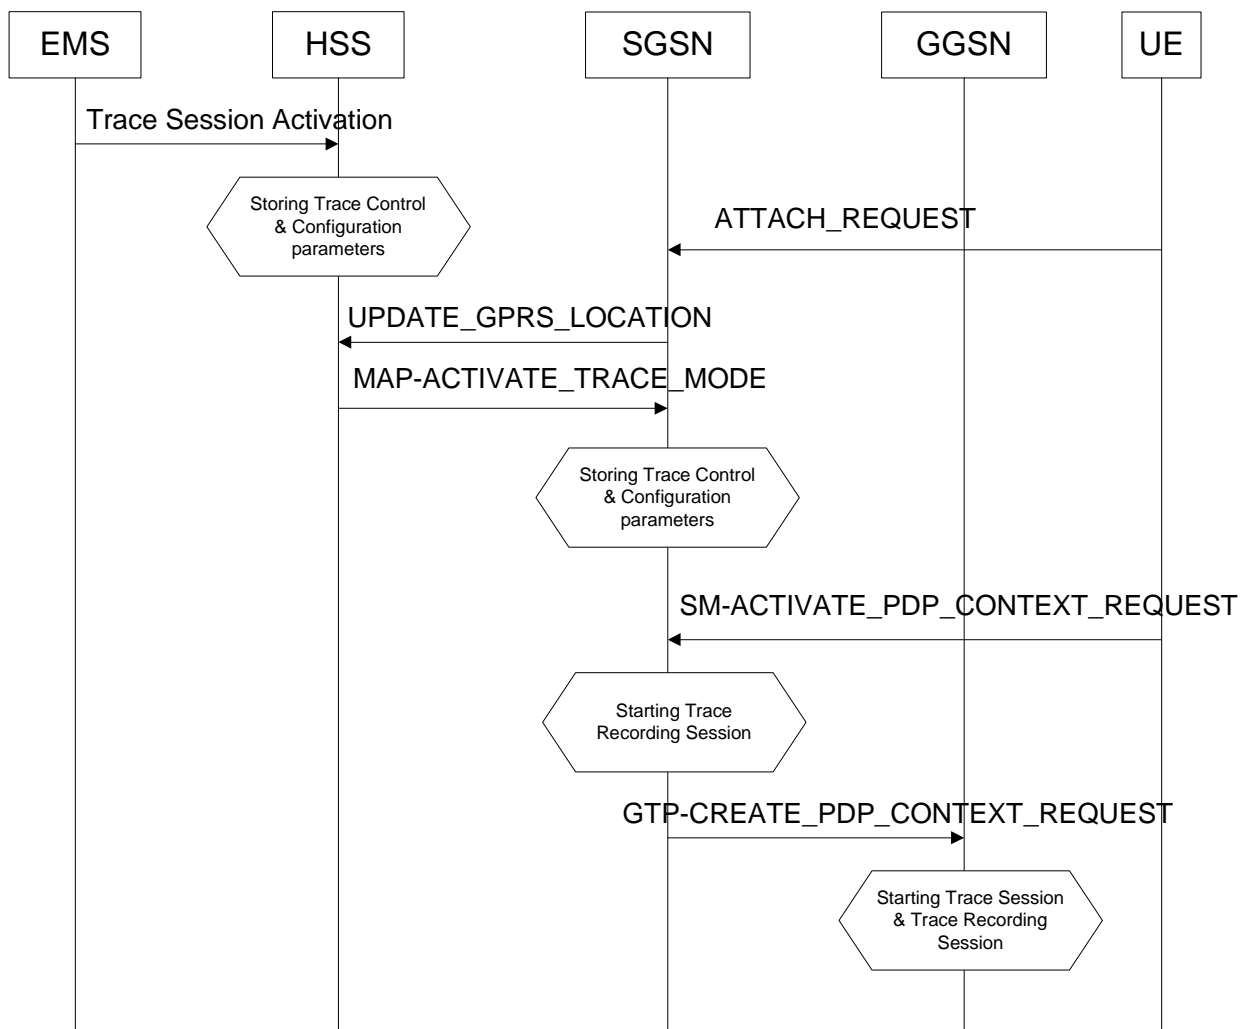 EMS
HSS
SGSN
GGSN
UE
Trace Session Activation
Storing Trace Control
& Configuration
parameters
ATTACH_REQUEST
UPDATE_GPRS_LOCATION
MAP-ACTIVATE_TRACE_MODE
Storing Trace Control
& Configuration
parameters
SM-ACTIVATE_PDP_CONTEXT_REQUEST
Starting Trace
Recording Session
GTP-CREATE_PDP_CONTEXT_REQUEST
Starting Trace Session
& Trace Recording
Session